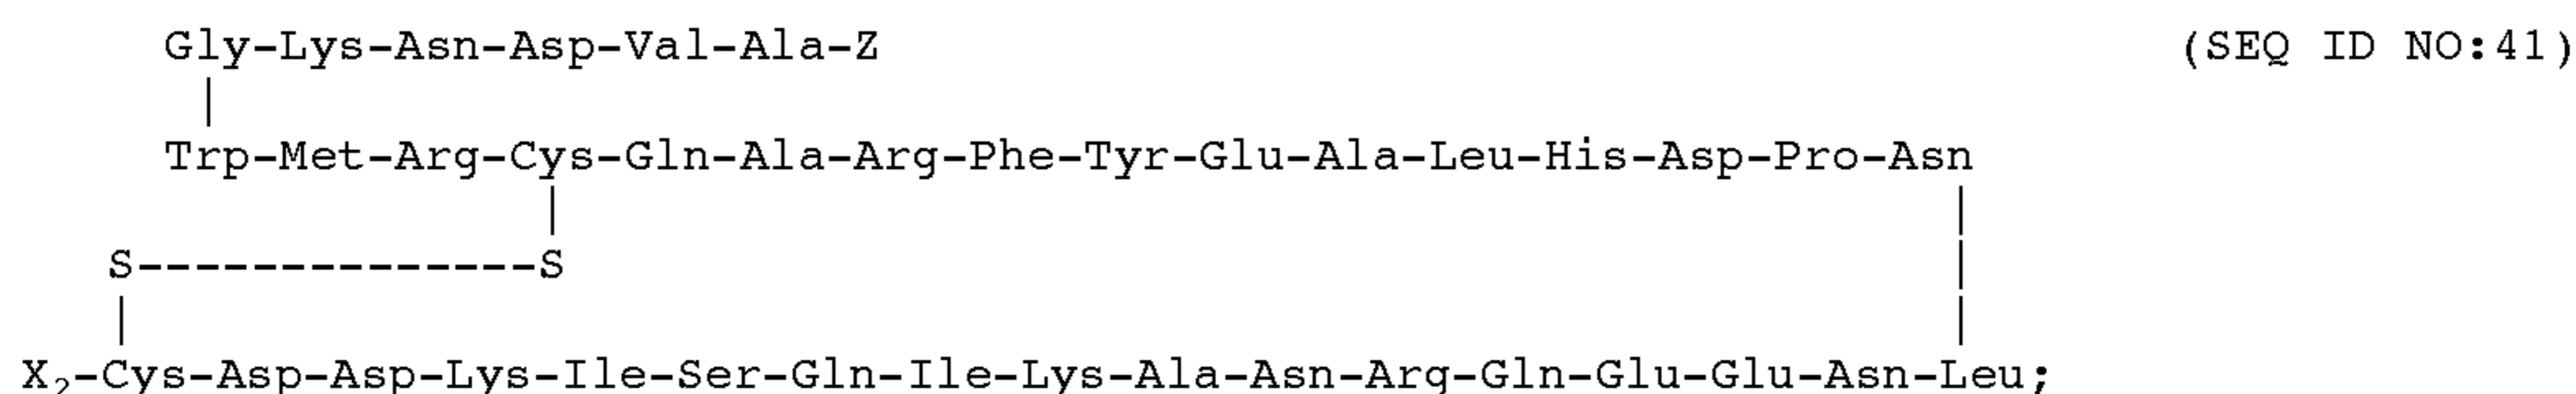 Gly-Lys-Asn-Asp-Val-Ala-Z (SEQ ID NO:41)
|
Trp-Met-Arg-Cys-Gln-Ala-Arg-Phe-Tyr-Glu-Ala-Leu-His-Asp-Pro-Asn
| |
S--------------S |
| |
X₂-Cys-Asp-Asp-Lys-Ile-Ser-Gln-Ile-Lys-Ala-Asn-Arg-Gln-Glu-Glu-Asn-Leu;